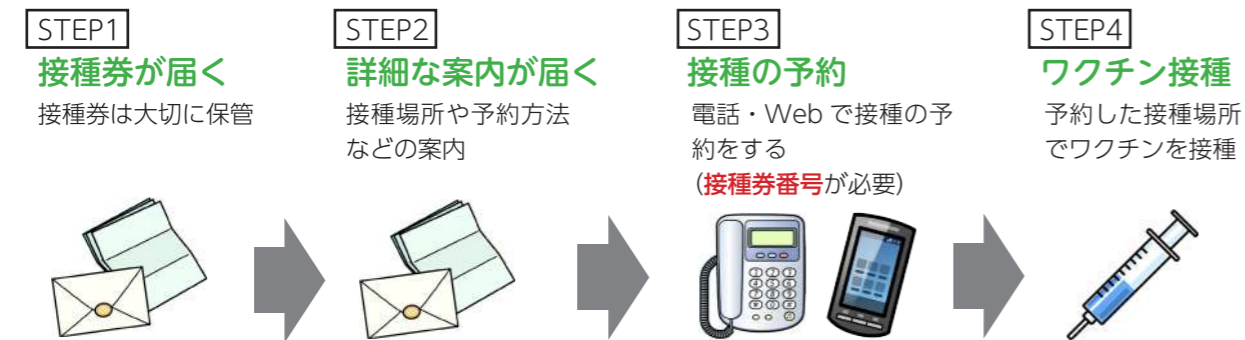 STEP1
接種券が届く
接種券は大切に保管
STEP2
詳細な案内が届く
接種場所や予約方法
などの案内
STEP3
接種の予約
電話・Web で接種の予
約をする
(接種券番号が必要)
STEP4
ワクチン接種
予約した接種場所
でワクチンを接種